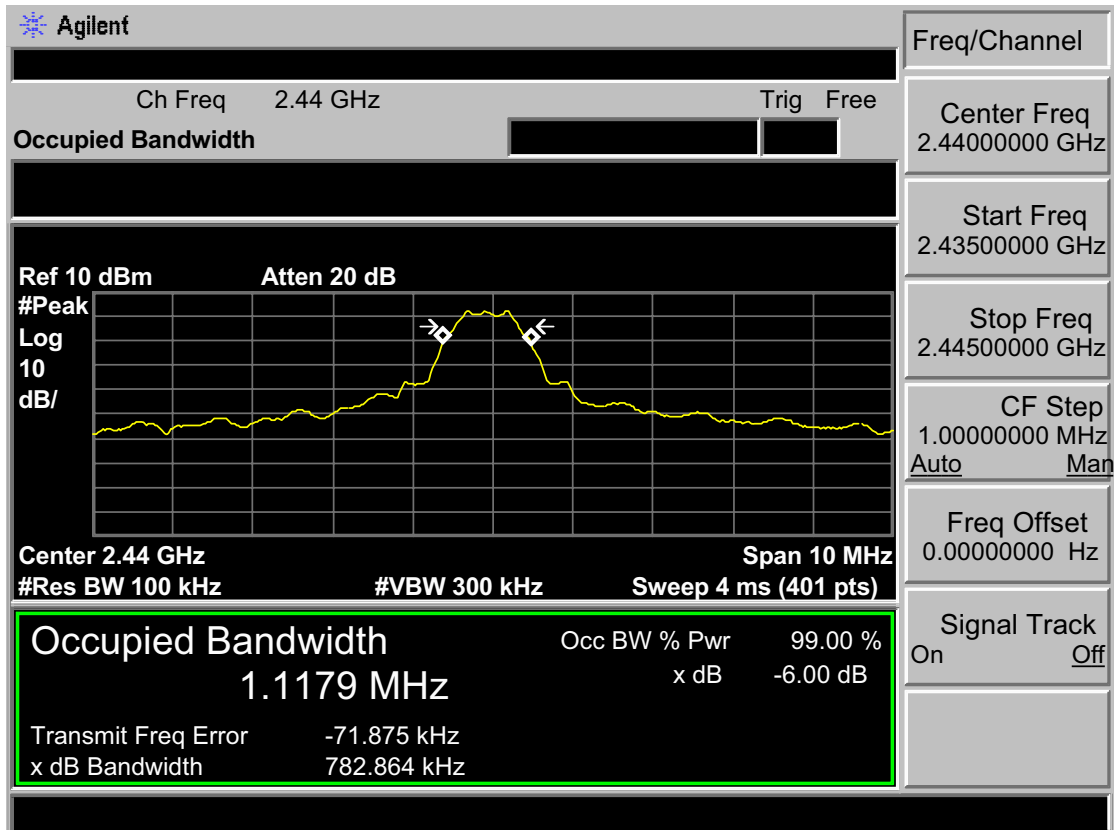 Agilent
Freq/Channel
Ch Freq 2.44 GHz Trig Free
Occupied Bandwidth
Center Freq
2.44000000 GHz
Start Freq
2.43500000 GHz
Stop Freq
2.44500000 GHz
CF Step
1.00000000 MHz
Auto Man
Freq Offset
0.00000000 Hz
Signal Track
On Off
Ref 10 dBm Atten 20 dB
#Peak
Log
10
dB/
Center 2.44 GHz Span 10 MHz
#Res BW 100 kHz #VBW 300 kHz Sweep 4 ms (401 pts)
Occupied Bandwidth
1.1179 MHz
Occ BW % Pwr 99.00 %
x dB -6.00 dB
Transmit Freq Error -71.875 kHz
x dB Bandwidth 782.864 kHz